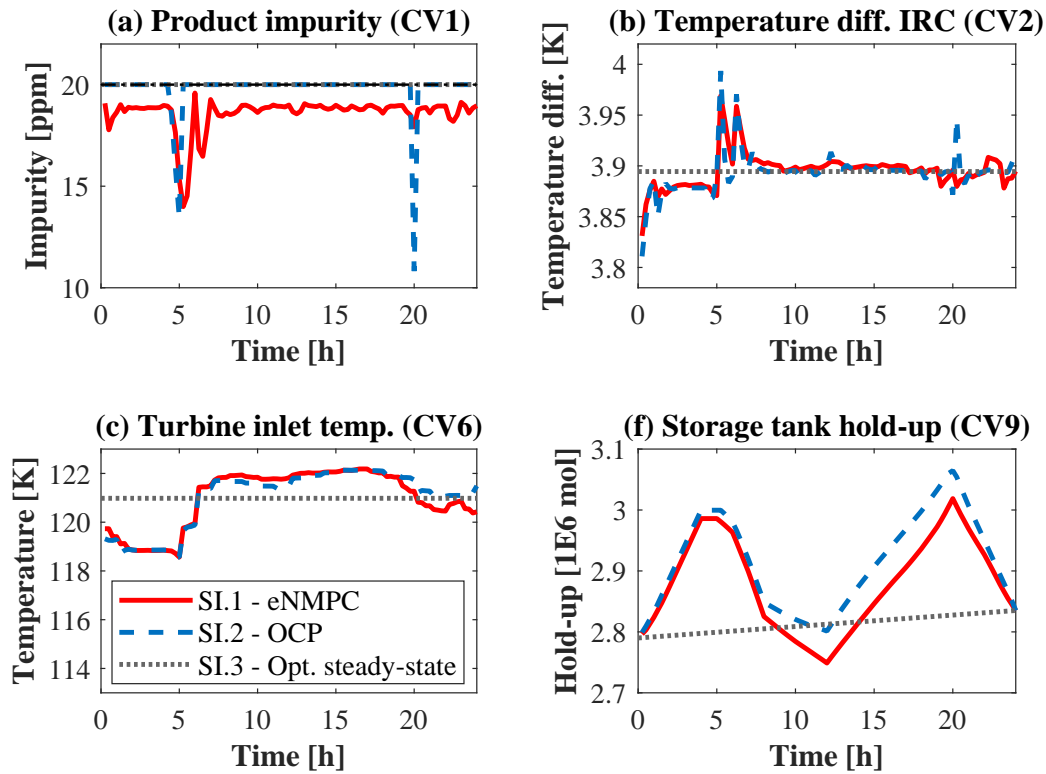 (a) Product impurity (CV1)
Impurity [ppm]
20
15
10
0
5
10
15
20
Time [h]
(b) Temperature diff. IRC (CV2)
Temperature diff. [K]
4
3.95
3.9
3.85
3.8
0
5
10
15
20
Time [h]
(c) Turbine inlet temp. (CV6)
Temperature [K]
122
120
118
116
114
SI.1 - eNMPC
SI.2 - OCP
SI.3 - Opt. steady-state
0
5
10
15
20
Time [h]
(f) Storage tank hold-up (CV9)
Hold-up [1E6 mol]
3.1
3
2.9
2.8
2.7
0
5
10
15
20
Time [h]